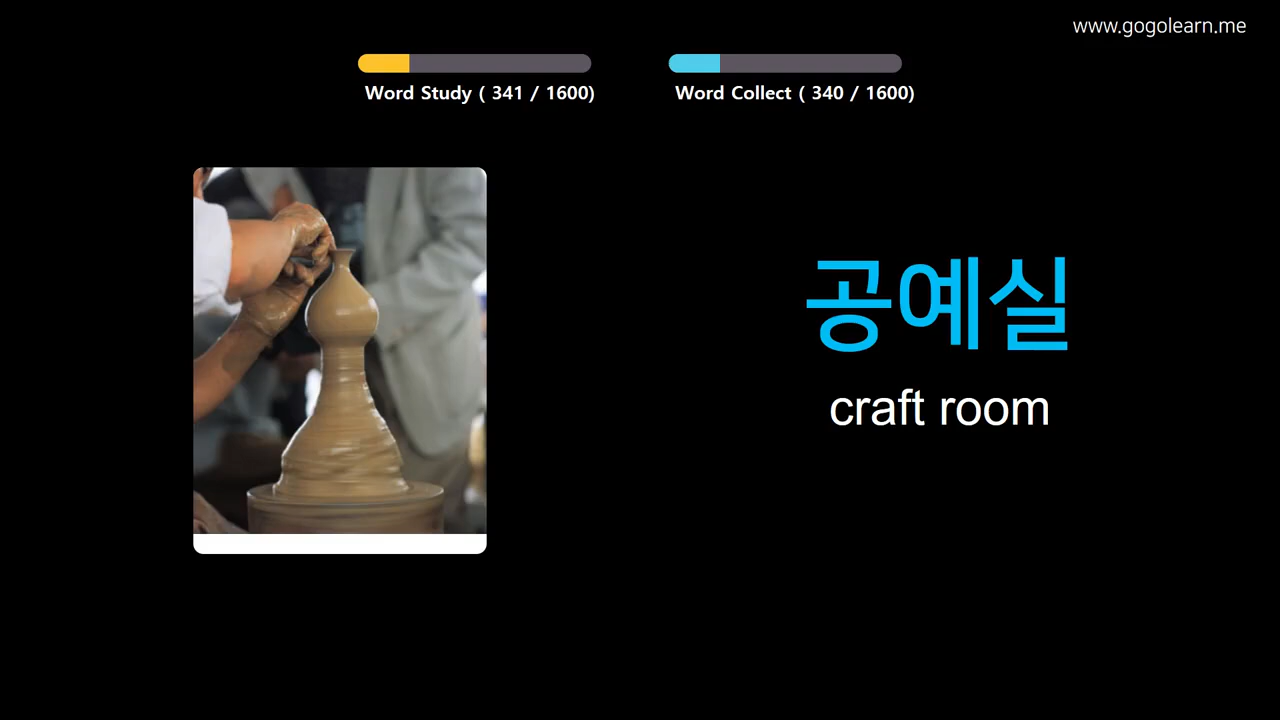 www.gogolearn.me
Word Study ( 341 / 1600)
Word Collect ( 340 / 1600)
공예실
craft room